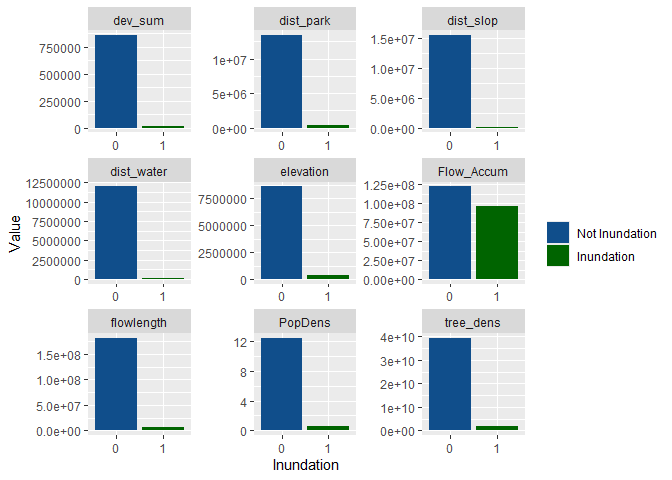 dev_sum dist_park dist_slop
750000 1.5e+07
500000 1e+07 1.0e+07
250000 5e+06 5.0e+06
0 0e+00 0.0e+00
0 1 0 1 0 1
dist_water elevation Flow_Accum
12500000 1.25e+08
10000000 7500000 1.00e+08
7500000 5000000 7.50e+07
5000000 5.00e+07
2500000 2500000 2.50e+07
0 0 0.00e+00
0 1 0 1 0 1
Value
Not Inundation
Inundation
flowlength PopDens tree_dens
1.5e+08 12 4e+10
1.0e+08 8 3e+10
2e+10
5.0e+07 4 1e+10
0.0e+00 0 0e+00
0 1 0 1 0 1
Inundation